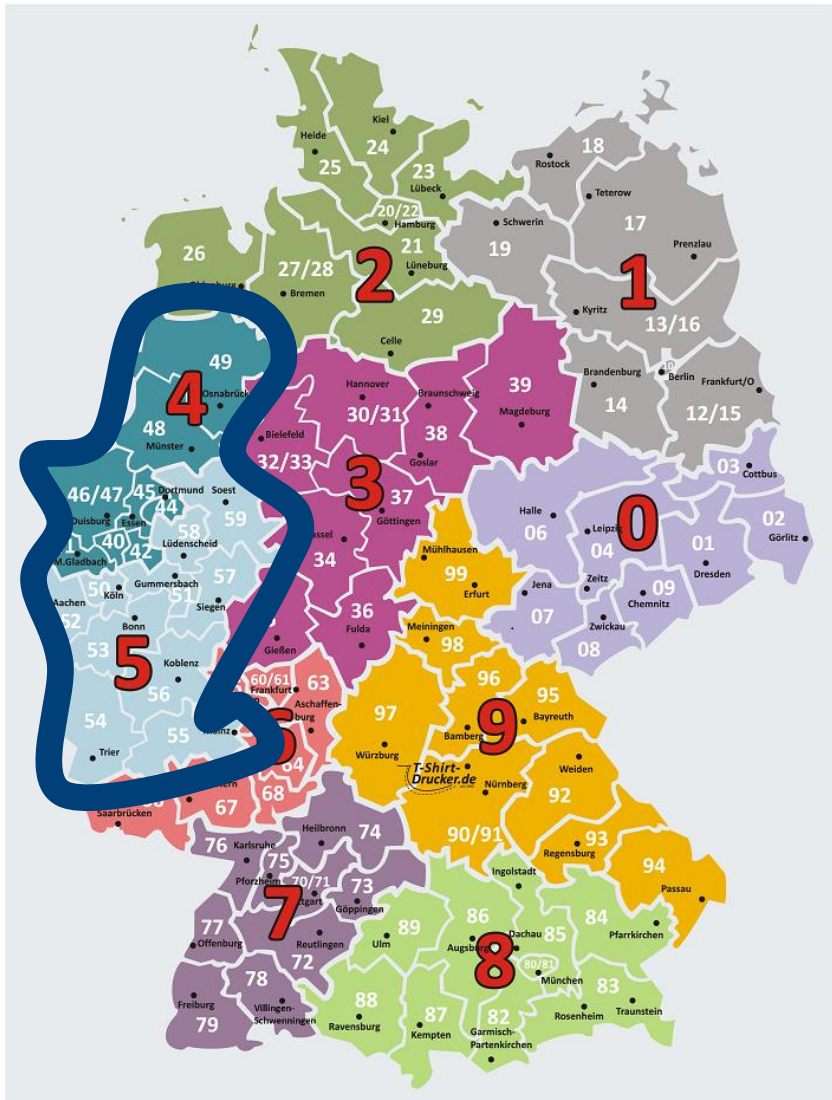 Kiel
Heide
24
25
23
18
Rostock
Lübeck
Teterow
20/22
Hamburg
Schwerin
17
26
21
19
Prenzlau
27/28
2
Lüneburg
1
Bremen
29
Kyritz
13/16
Celle
49
Brandenburg
Berlin
Frankfurt/O
4
Hannover
39
Braunschweig
14
12/15
30/31
Magdeburg
48
Bielefeld
38
Münster
32/33
Goslar
03
Cottbus
3
46/47
45
Dortmund
Soest
37
44
59
Halle
0
02
Duisburg
Essen
Göttingen
06
Leipzig
Görlitz
58
40
42
Lüdenscheid
34
Mühlhausen
04
01
M.Gladbach
99
Dresden
50
Köln
Gummersbach
51
57
Erfurt
Jena
Zeitz
09
Chemnitz
Aachen
Siegen
36
07
Zwickau
Bonn
Fulda
Meiningen
53
5
Gießen
98
08
Koblenz
96
60/61
63
95
56
Frankfurt
Aschaffen-
burg
97
9
Bayreuth
54
55
6
Bamberg
Trier
64
Würzburg
T-Shirt-
Drucker.de
Weiden
Nürnberg
92
67
68
Saarbrücken
90/91
93
76
Heilbronn
74
Regensburg
94
Karlsruhe
75
Ingolstadt
Passau
Pforzheim
70/71
73
7
Göppingen
86
84
77
89
Dachau
85
Pfarrkirchen
Offenburg
Reutlingen
Ulm
Augsburg
8
72
80/81
78
München
83
Freiburg
88
87
82
Rosenheim
Traunstein
79
Villingen-
Schwenningen
Ravensburg
Kempten
Garmisch-
Partenkirchen